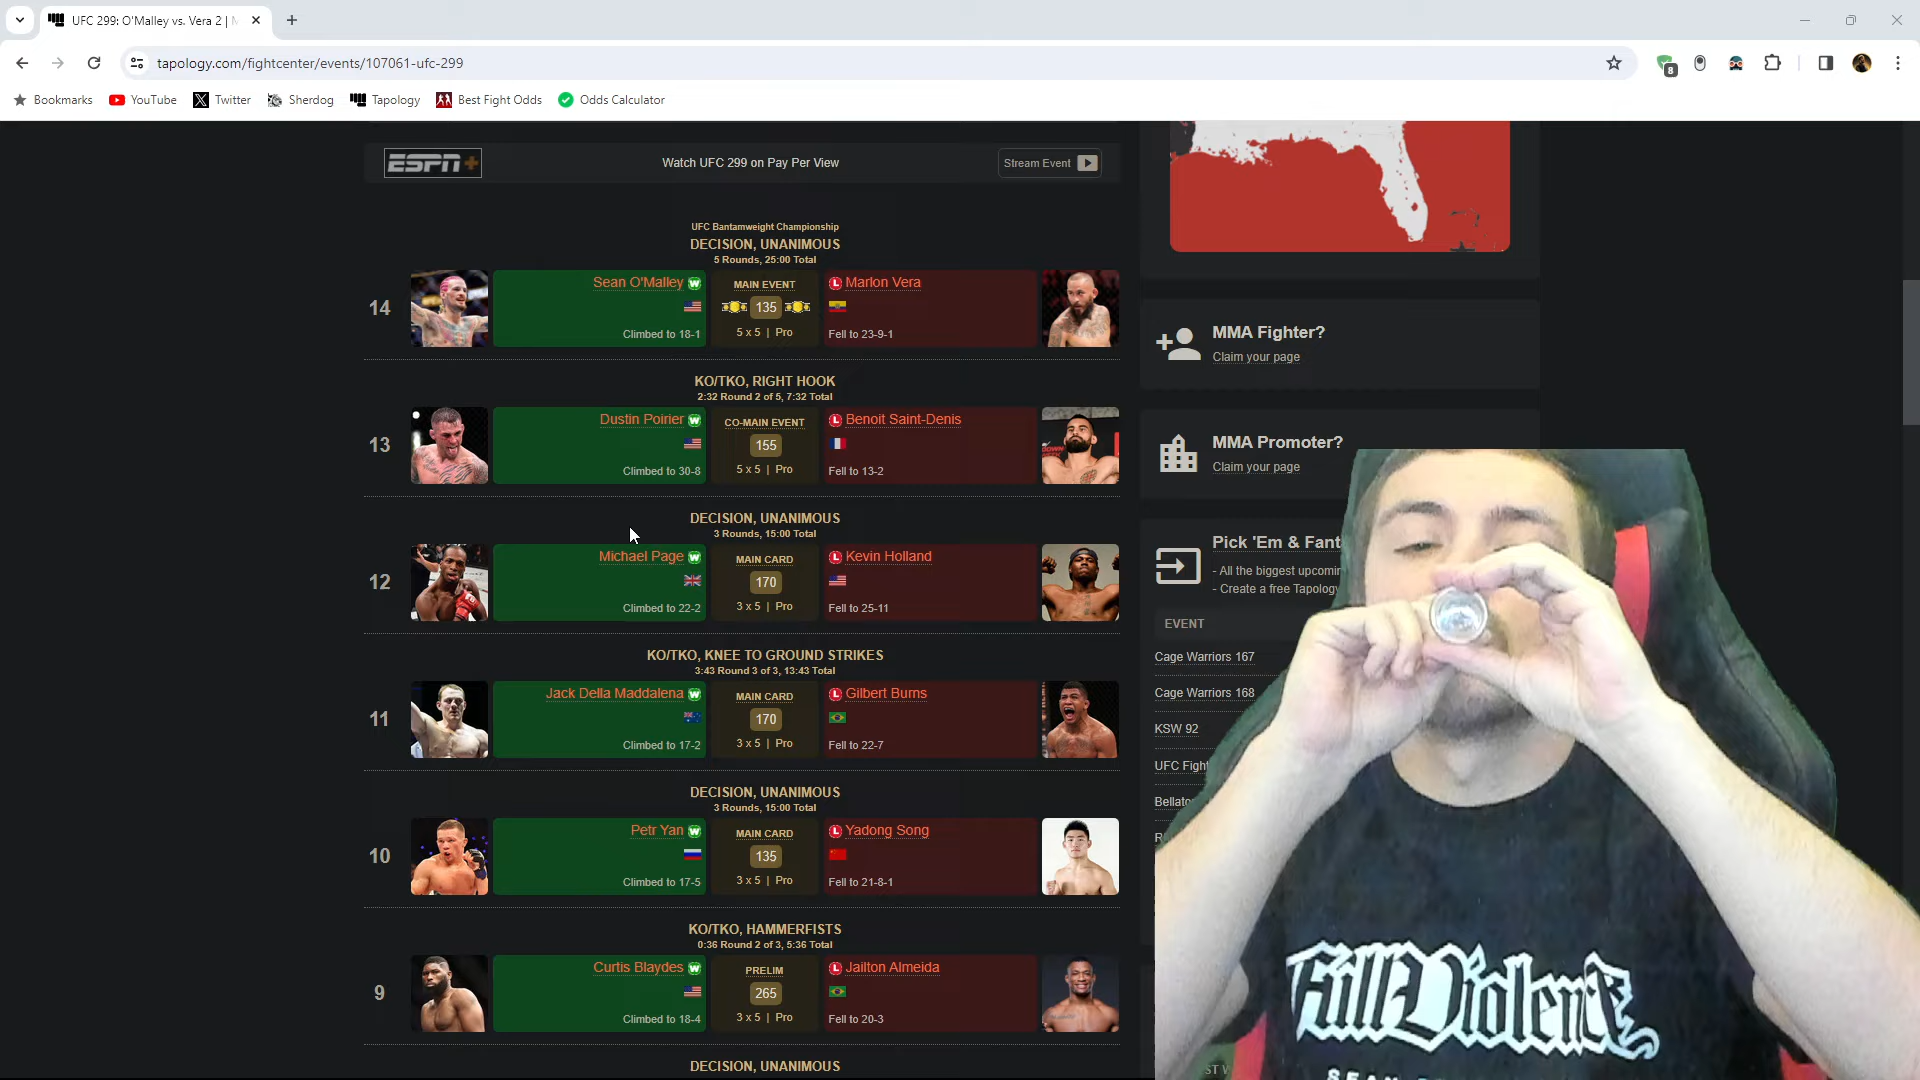 UFC 299: O'Malley vs. Vera 2 |
tapology.com/fightcenter/events/107061-ufc-299
8
Bookmarks
YouTube
Twitter
Sherdog
Tapology
Best Fight Odds
Odds Calculator
ESPN+
Watch UFC 299 on Pay Per View
Stream Event
UFC Bantamweight Championship
DECISION, UNANIMOUS
5 Rounds, 25:00 Total
14
Sean O'Malley W
Climbed to 18-1
MAIN EVENT
135
5 x 5 | Pro
L Marlon Vera
Fell to 23-9-1
KO/TKO, RIGHT HOOK
2:32 Round 2 of 5, 7:32 Total
13
Dustin Poirier W
Climbed to 30-8
CO-MAIN EVENT
155
5 x 5 | Pro
L Benoit Saint-Denis
Fell to 13-2
DECISION, UNANIMOUS
3 Rounds, 15:00 Total
12
Michael Page W
Climbed to 22-2
MAIN CARD
170
3 x 5 | Pro
L Kevin Holland
Fell to 25-11
KO/TKO, KNEE TO GROUND STRIKES
3:43 Round 3 of 3, 13:43 Total
11
Jack Della Maddalena W
Climbed to 17-2
MAIN CARD
170
3 x 5 | Pro
L Gilbert Burns
Fell to 22-7
DECISION, UNANIMOUS
3 Rounds, 15:00 Total
10
Petr Yan W
Climbed to 17-5
MAIN CARD
135
3 x 5 | Pro
L Yadong Song
Fell to 21-8-1
KO/TKO, HAMMERFISTS
0:36 Round 2 of 3, 5:36 Total
9
Curtis Blaydes W
Climbed to 18-4
PRELIM
265
3 x 5 | Pro
L Jailton Almeida
Fell to 20-3
DECISION, UNANIMOUS
MMA Fighter?
Claim your page
MMA Promoter?
Claim your page
Pick 'Em & Fant
- All the biggest upcomin
- Create a free Tapology
EVENT
Cage Warriors 167
Cage Warriors 168
KSW 92
UFC Figh
Bellato
FullViolence